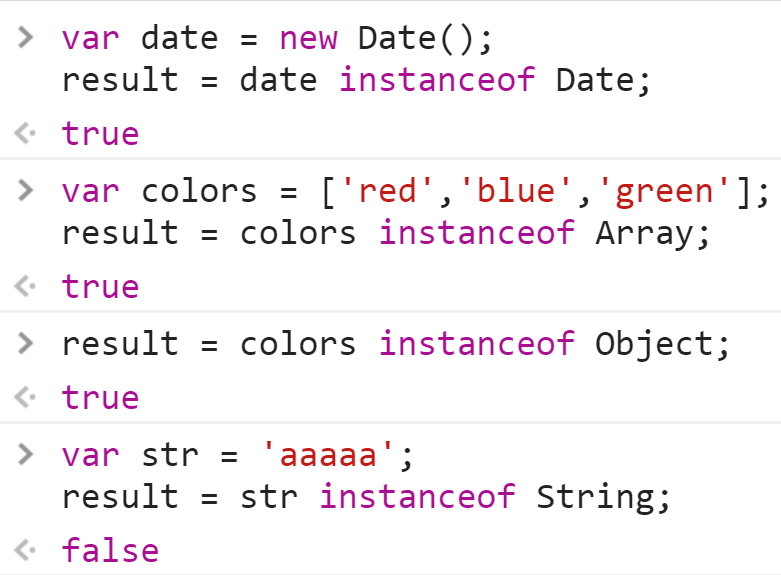 > var date = new Date();
result = date instanceof Date;
<· true
> var colors = ['red','blue','green'];
result = colors instanceof Array;
<· true
> result = colors instanceof Object;
<· true
> var str = 'aaaaa';
result = str instanceof String;
<· false